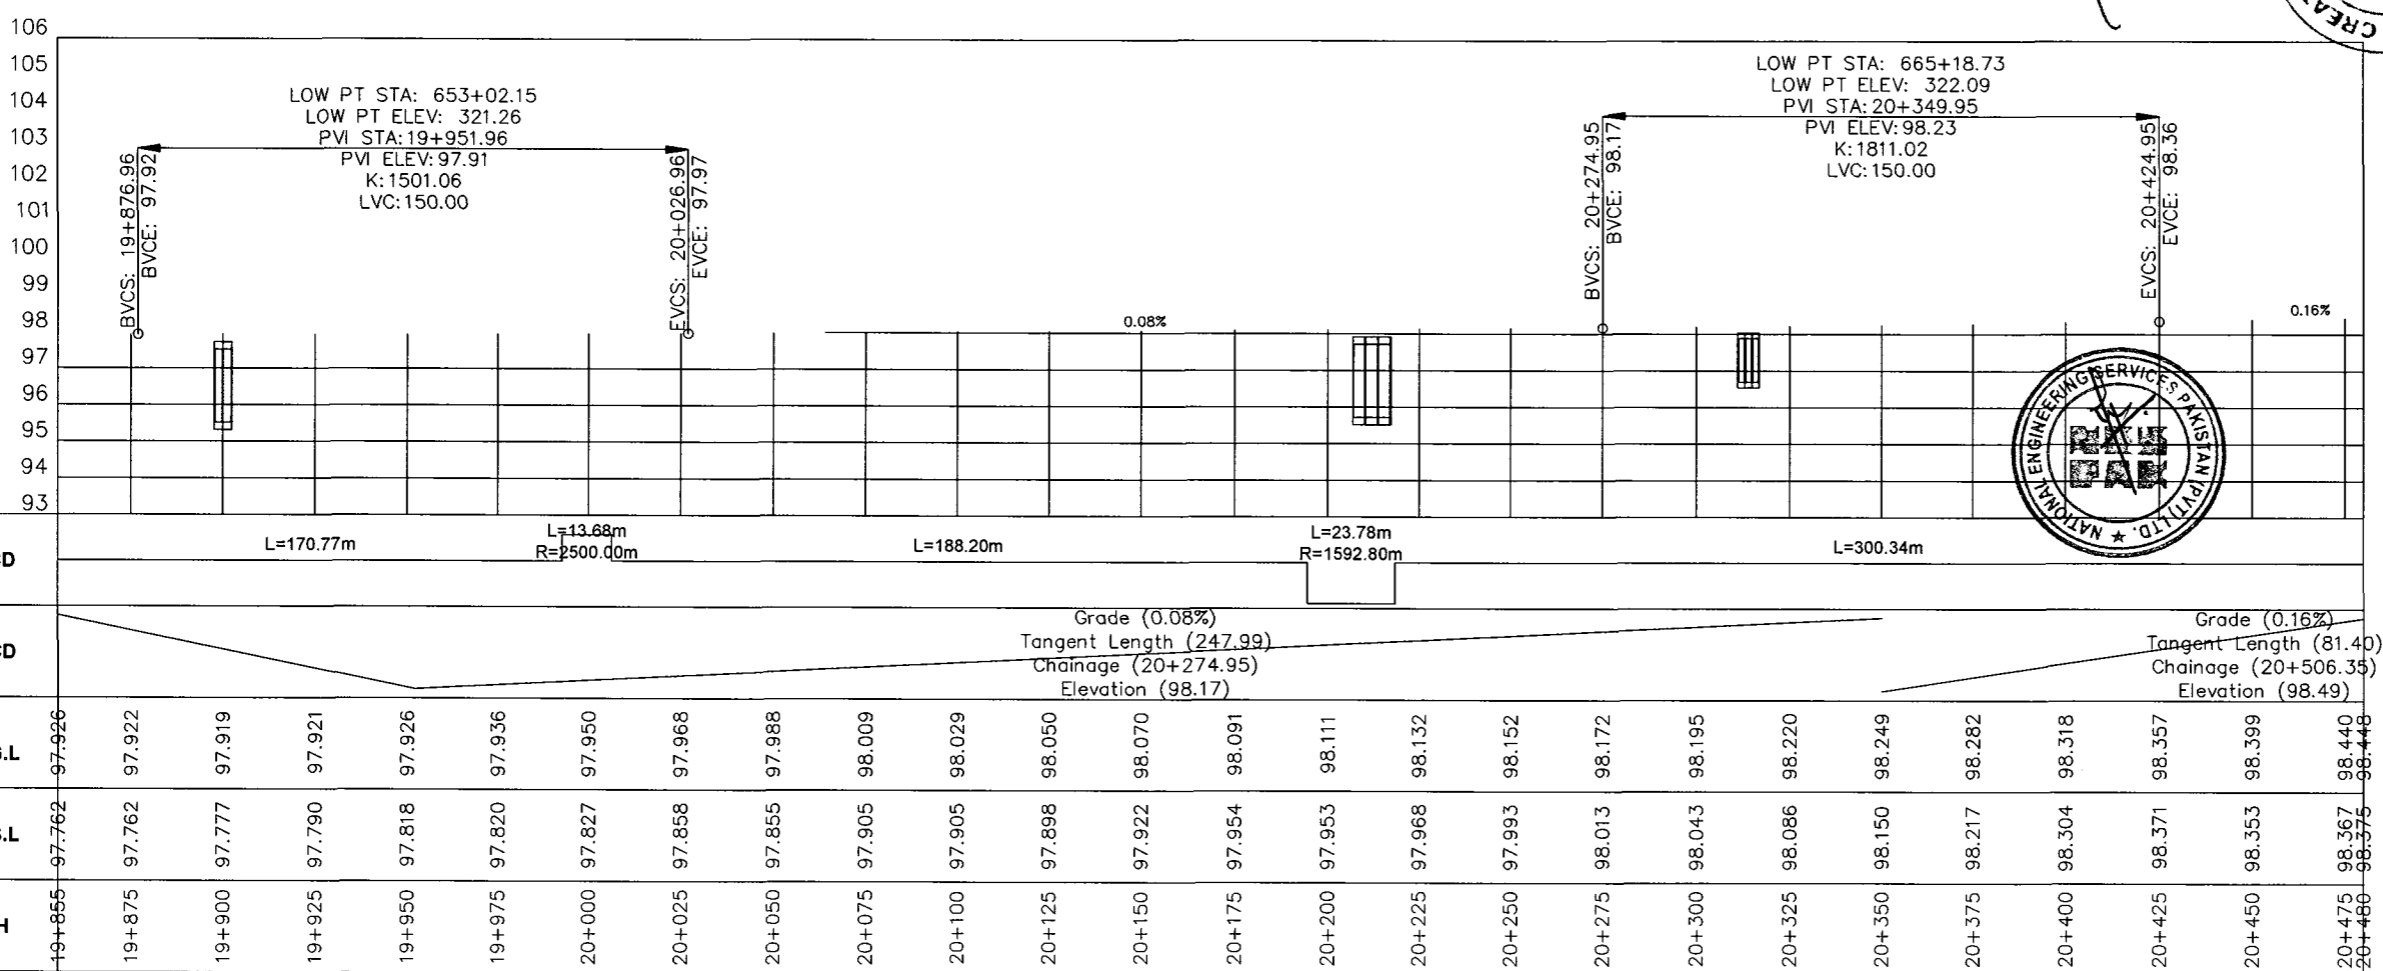 106
105
104
103
102
101
100
99
98
97
96
95
94
93
LOW PT STA: 653+02.15
LOW PT ELEV: 321.26
PVI STA:19+951.96
PVI ELEV:97.91
K:1501.06
LVC:150.00
BVCS: 19+876.96
BVCE: 97.92
EVCS: 20+026.96
EVCE: 97.97
LOW PT STA: 665+18.73
LOW PT ELEV: 322.09
PVI STA:20+349.95
PVI ELEV:98.23
K:1811.02
LVC:150.00
BVCS: 20+274.95
BVCE: 98.17
EVCS: 20+424.95
EVCE: 98.36
0.08%
0.16%
NATIONAL ENGINEERING SERVICES PAKISTAN (PVT) LTD. ★
L=170.77m
L=13.68m
R=2500.00m
L=188.20m
L=23.78m
R=1592.80m
L=300.34m
Grade (0.08%)
Tangent Length (247.99)
Chainage (20+274.95)
Elevation (98.17)
Grade (0.16%)
Tangent Length (81.40)
Chainage (20+506.35)
Elevation (98.49)
97.926 97.922 97.919 97.921 97.926 97.936 97.950 97.968 97.988 98.009 98.029 98.050 98.070 98.091 98.111 98.132 98.152 98.172 98.195 98.220 98.249 98.282 98.318 98.357 98.399 98.440 98.448
97.762 97.762 97.777 97.790 97.818 97.820 97.827 97.858 97.855 97.905 97.905 97.898 97.922 97.954 97.953 97.968 97.993 98.013 98.043 98.086 98.150 98.217 98.304 98.371 98.353 98.367 98.375
19+855 19+875 19+900 19+925 19+950 19+975 20+000 20+025 20+050 20+075 20+100 20+125 20+150 20+175 20+200 20+225 20+250 20+275 20+300 20+325 20+350 20+375 20+400 20+425 20+450 20+475 20+480